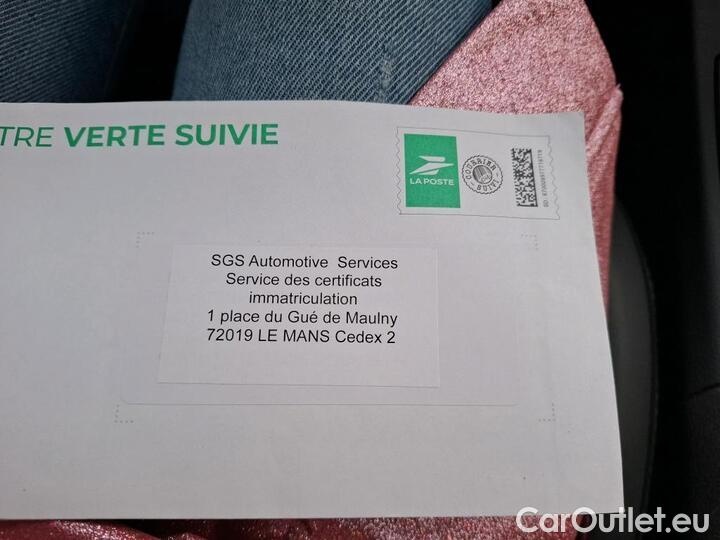 TRE VERTE SUIVIE
LA POSTE
COURRIER
SUIVI
SGS Automotive Services
Service des certificats
immatriculation
1 place du Gué de Maulny
72019 LE MANS Cedex 2
CarOutlet.eu